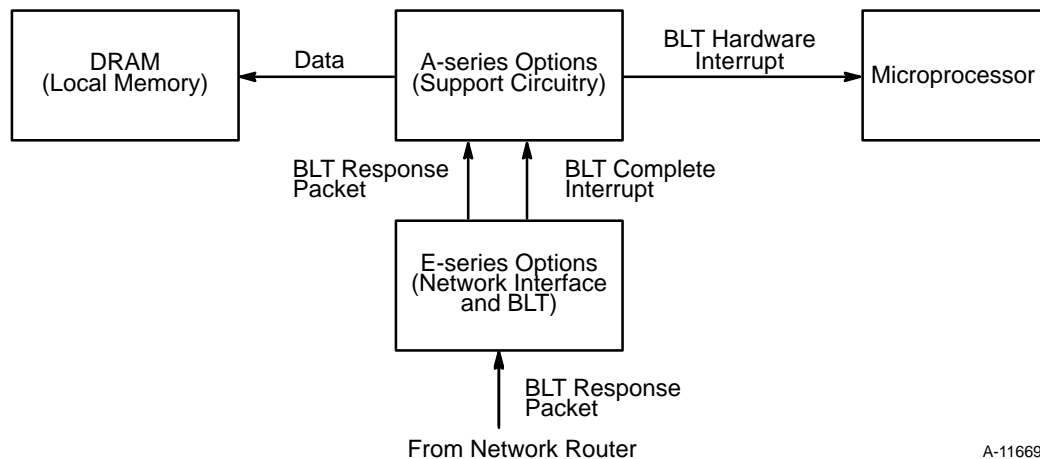 DRAM
(Local Memory)
Data
A-series Options
(Support Circuitry)
BLT Hardware
Interrupt
Microprocessor
BLT Response
Packet
BLT Complete
Interrupt
E-series Options
(Network Interface
and BLT)
BLT Response
Packet
From Network Router
A-11669